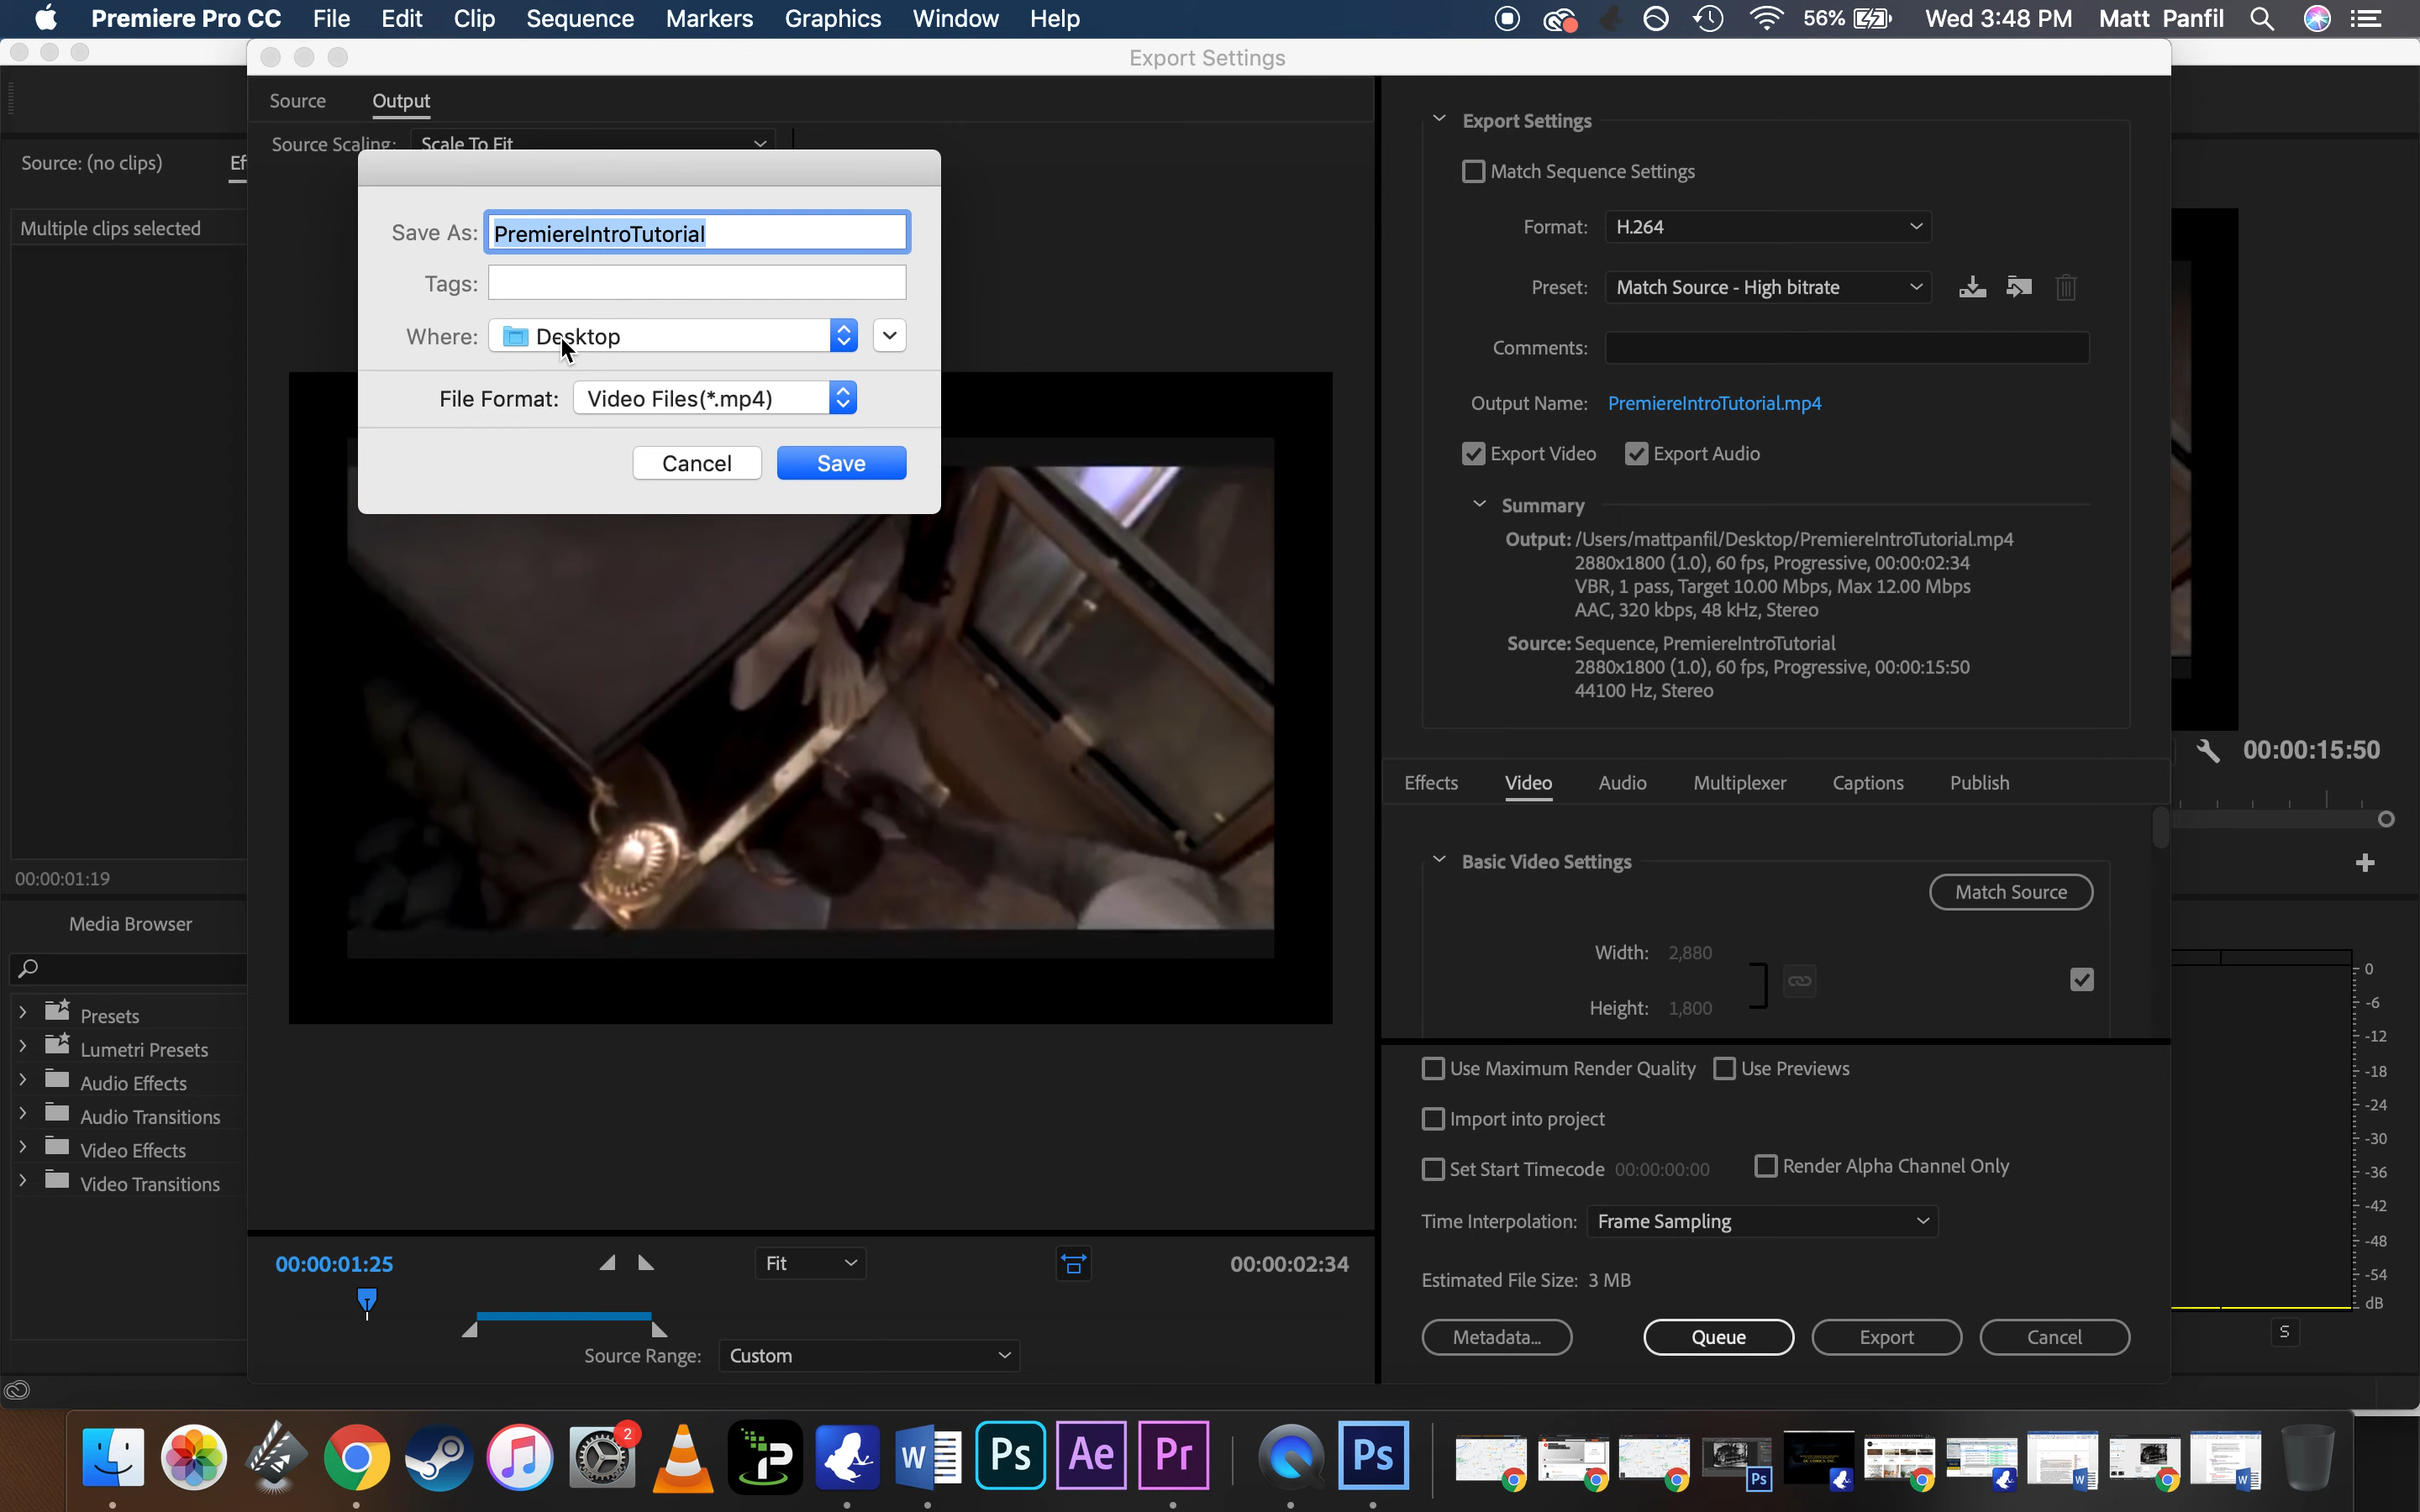 Premiere Pro CC File Edit Clip Sequence Markers Graphics Window Help 56% Wed 3:48 PM Matt Panfil
Export Settings
Source Output
Source Scaling: Scale To Fit
Source: (no clips) Ef
Multiple clips selected
Save As: PremiereIntroTutorial
Tags:
Where: Desktop
File Format: Video Files(*.mp4)
Cancel Save
Export Settings
Match Sequence Settings
Format: H.264
Preset: Match Source - High bitrate
Comments:
Output Name: PremiereIntroTutorial.mp4
Export Video Export Audio
Summary
Output: /Users/mattpanfil/Desktop/PremiereIntroTutorial.mp4
2880x1800 (1.0), 60 fps, Progressive, 00:00:02:34
VBR, 1 pass, Target 10.00 Mbps, Max 12.00 Mbps
AAC, 320 kbps, 48 kHz, Stereo
Source: Sequence, PremiereIntroTutorial
2880x1800 (1.0), 60 fps, Progressive, 00:00:15:50
44100 Hz, Stereo
00:00:15:50
Effects Video Audio Multiplexer Captions Publish
Basic Video Settings
Match Source
Width: 2,880
Height: 1,800
00:00:01:19
Media Browser
Presets
Lumetri Presets
Audio Effects
Audio Transitions
Video Effects
Video Transitions
Use Maximum Render Quality Use Previews
Import into project
Set Start Timecode 00:00:00:00 Render Alpha Channel Only
Time Interpolation: Frame Sampling
Estimated File Size: 3 MB
Metadata... Queue Export Cancel
00:00:01:25 Fit 00:00:02:34
Source Range: Custom
0
-6
-12
-18
-24
-30
-36
-42
-48
-54
dB
S
2
W Ps Ae Pr Ps
Ps W W